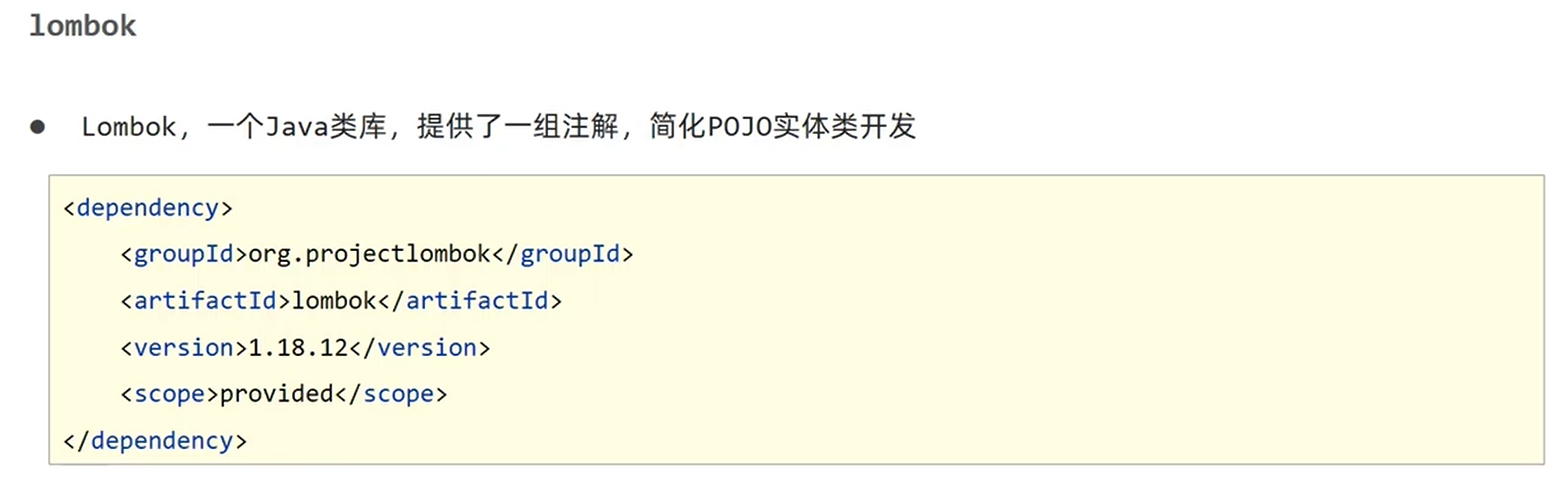 lombok
● Lombok，一个Java类库，提供了一组注解，简化POJO实体类开发
<dependency>
    <groupId>org.projectlombok</groupId>
    <artifactId>lombok</artifactId>
    <version>1.18.12</version>
    <scope>provided</scope>
</dependency>